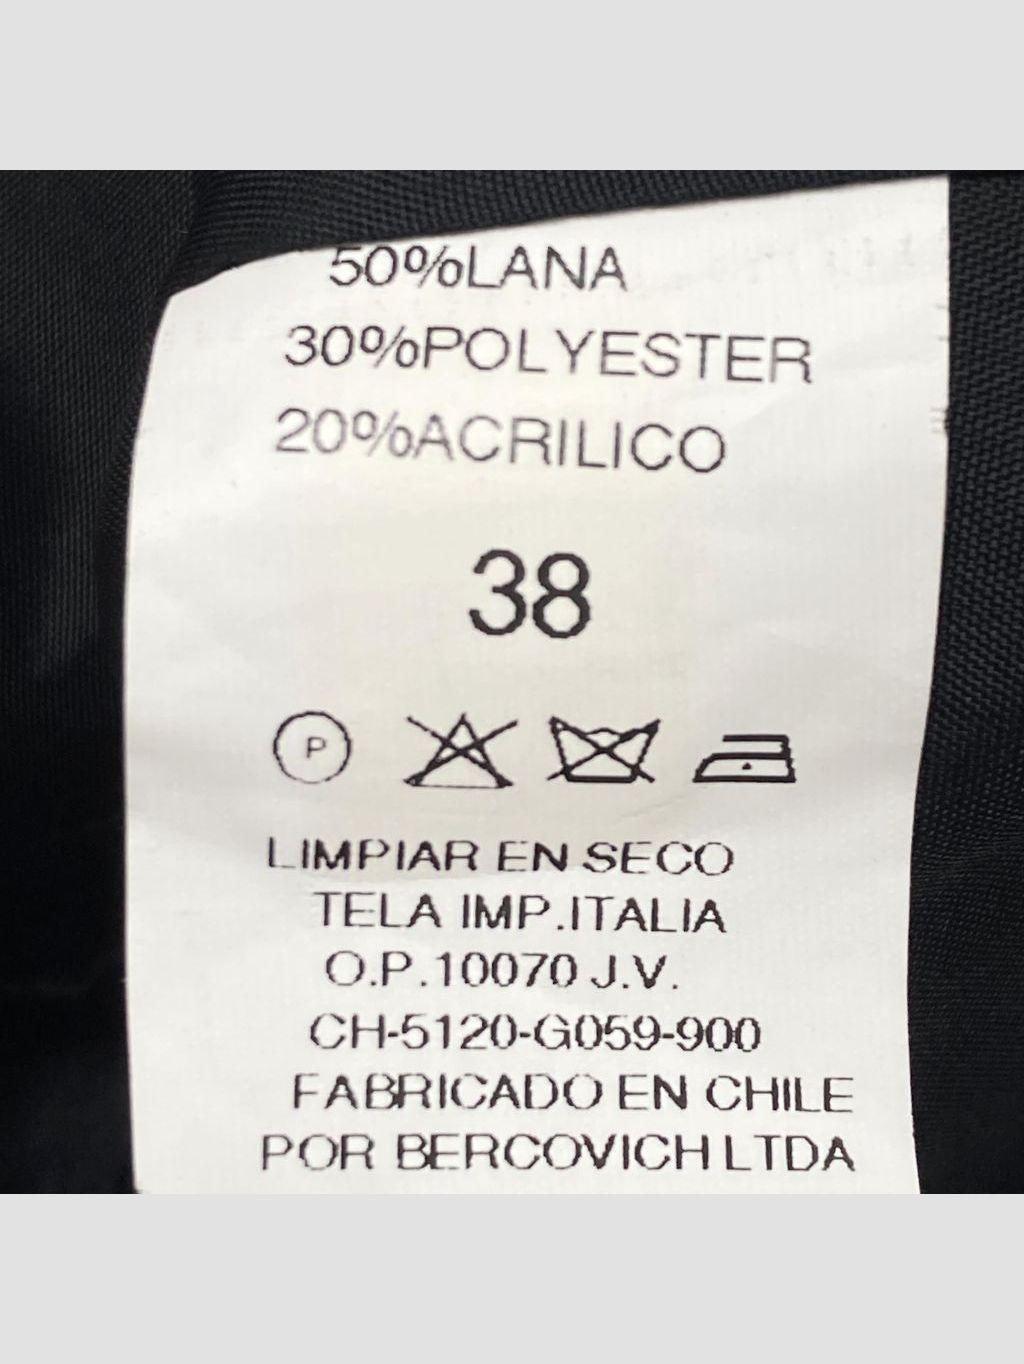 50%LANA
30%POLYESTER
20%ACRILICO
38
P
LIMPIAR EN SECO
TELA IMP.ITALIA
O.P.10070 J.V.
CH-5120-G059-900
FABRICADO EN CHILE
POR BERCOVICH LTDA